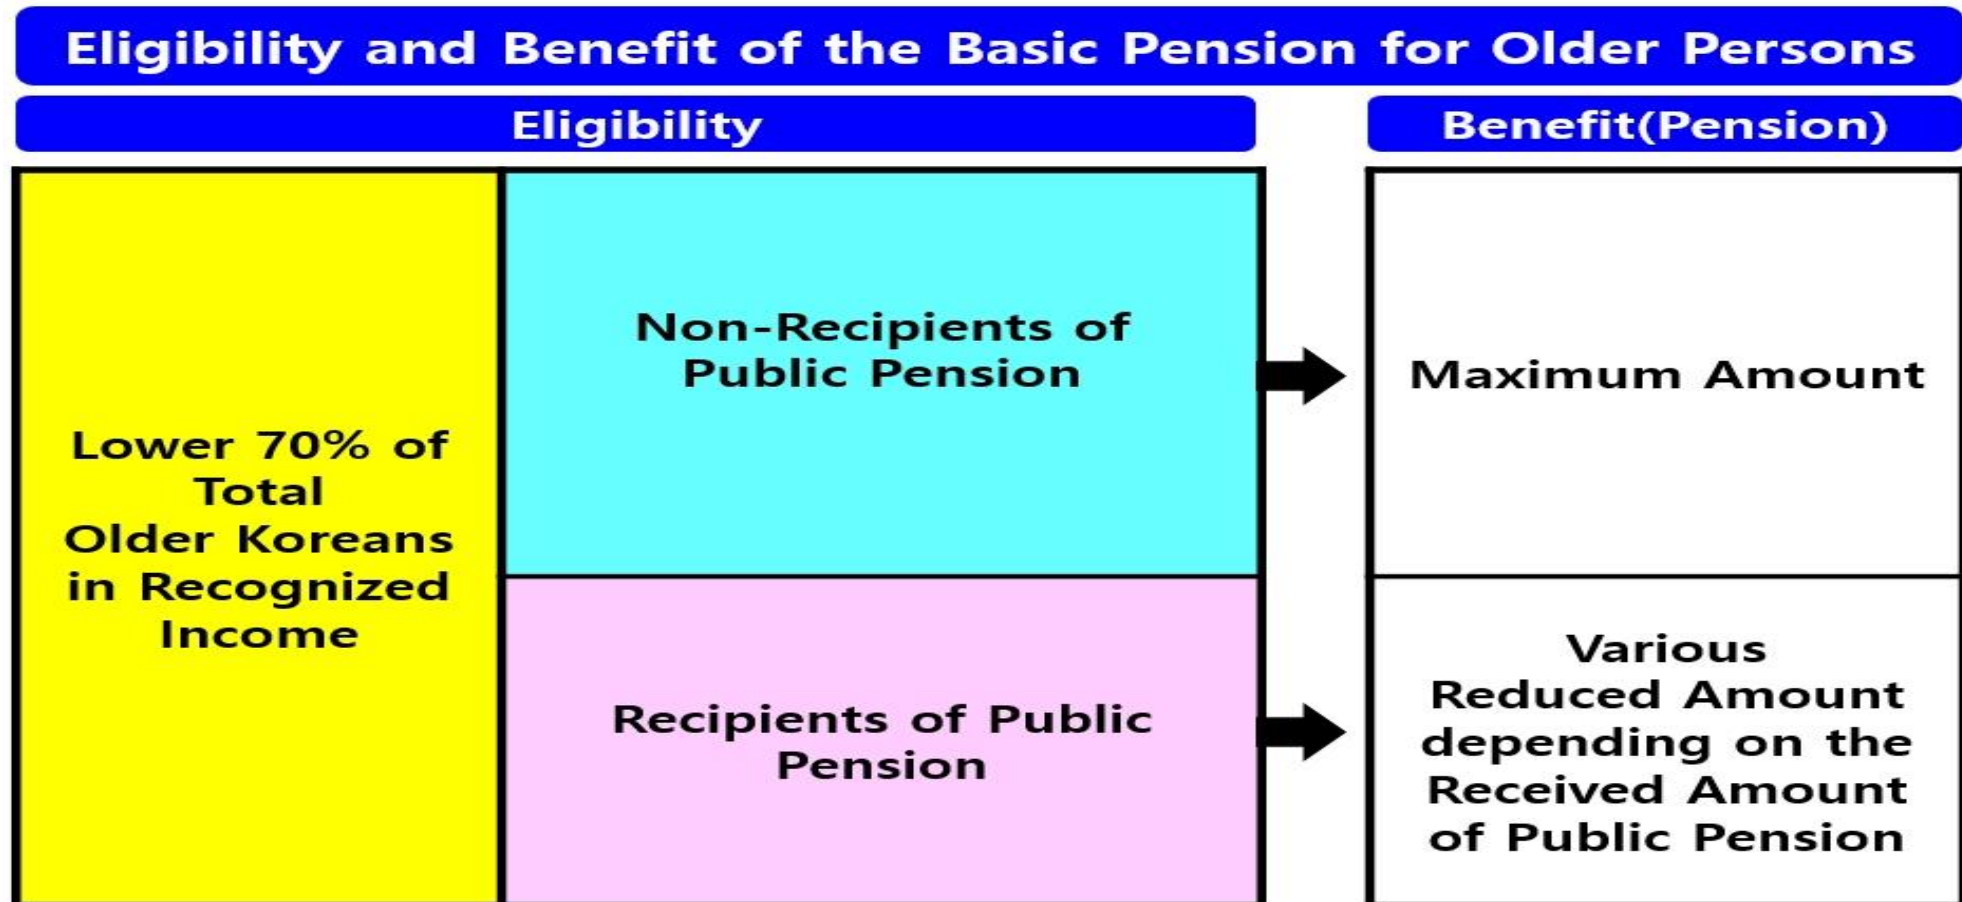 Eligibility and Benefit of the Basic Pension for Older Persons
Eligibility
Benefit(Pension)
Lower 70% of
Total
Older Koreans
in Recognized
Income
Non-Recipients of
Public Pension
Maximum Amount
Recipients of Public
Pension
Various
Reduced Amount
depending on the
Received Amount
of Public Pension